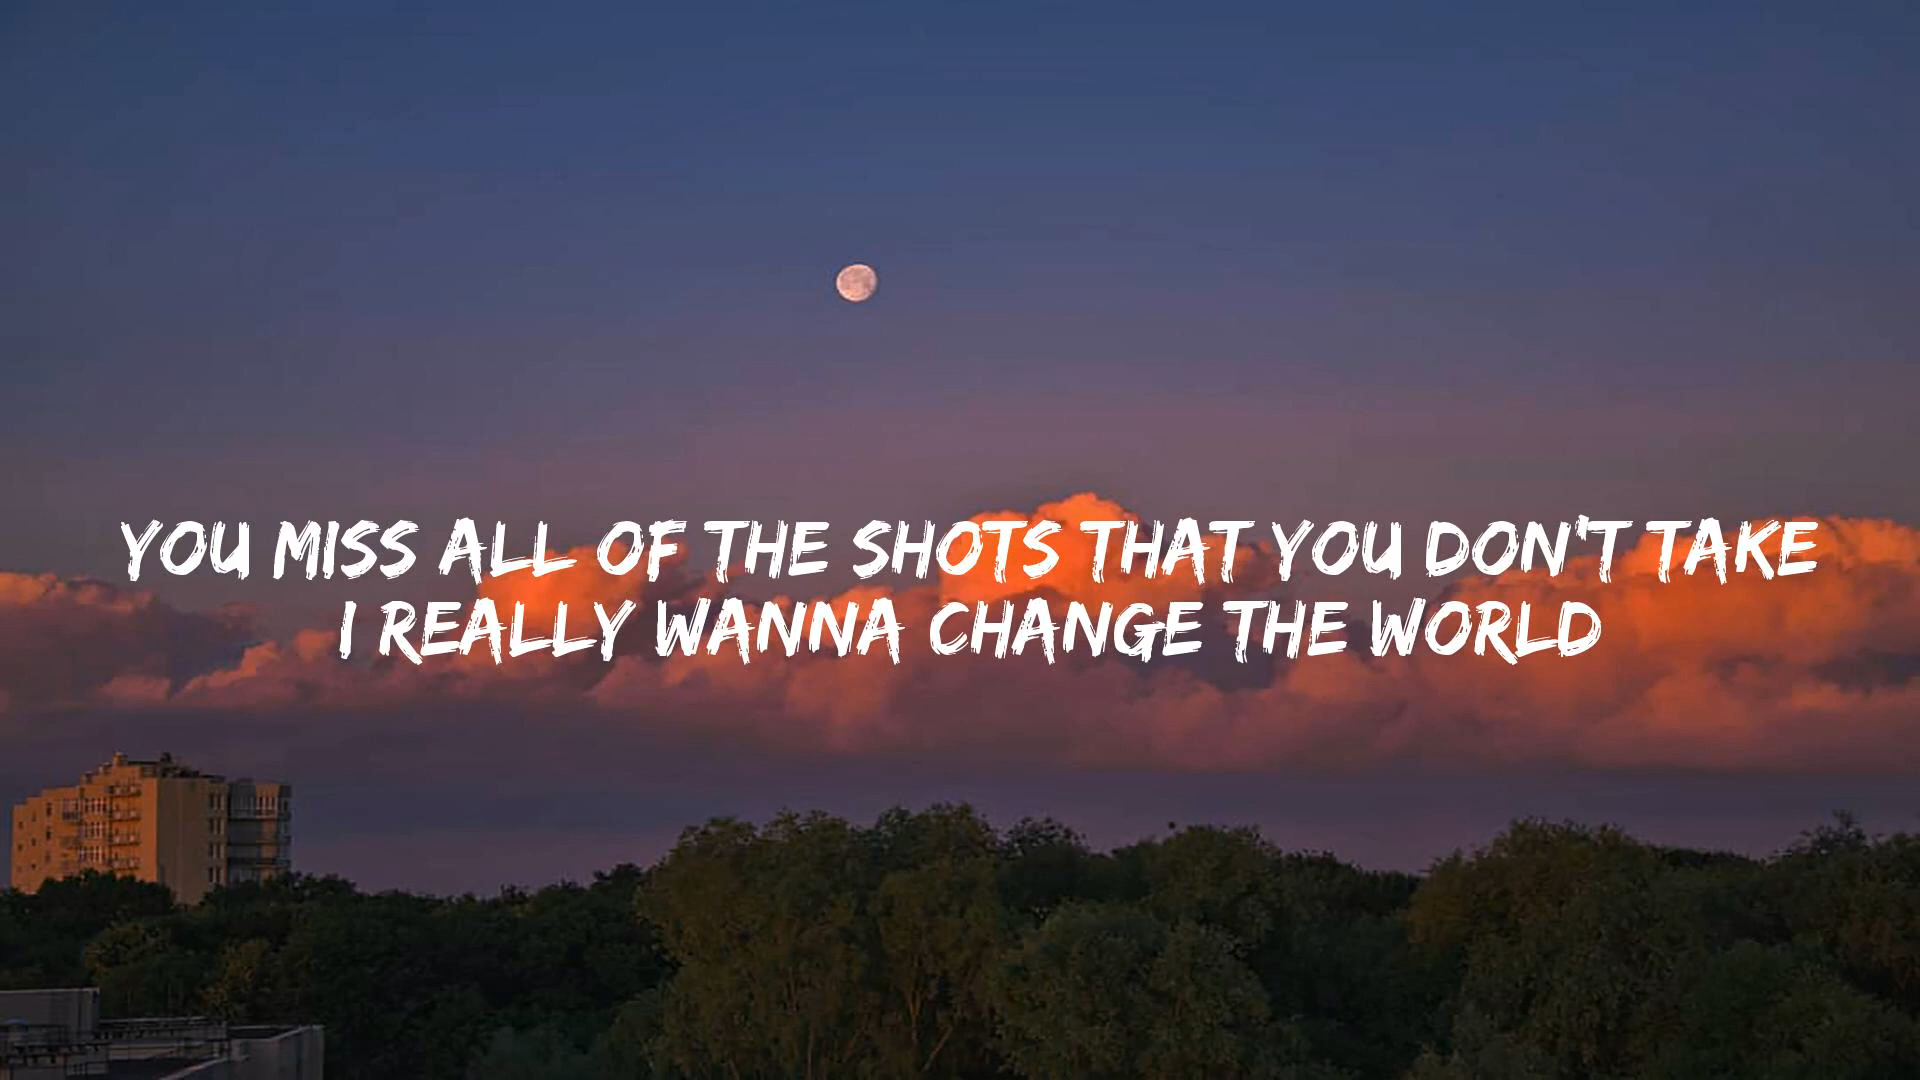 YOU MISS ALL OF THE SHOTS THAT YOU DON'T TAKE
I REALLY WANNA CHANGE THE WORLD